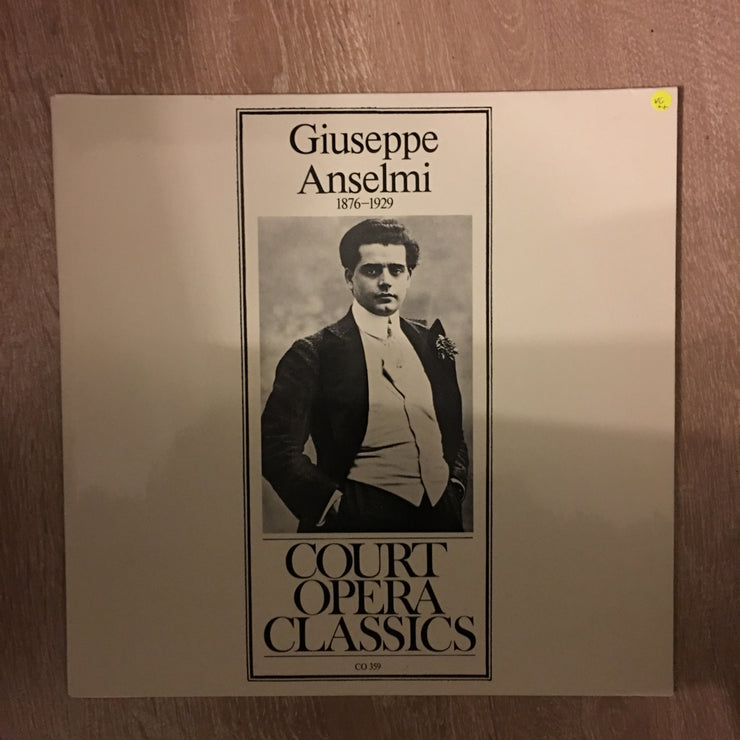 Giuseppe
Anselmi
1876–1929
COURT
OPERA
CLASSICS
CO 359